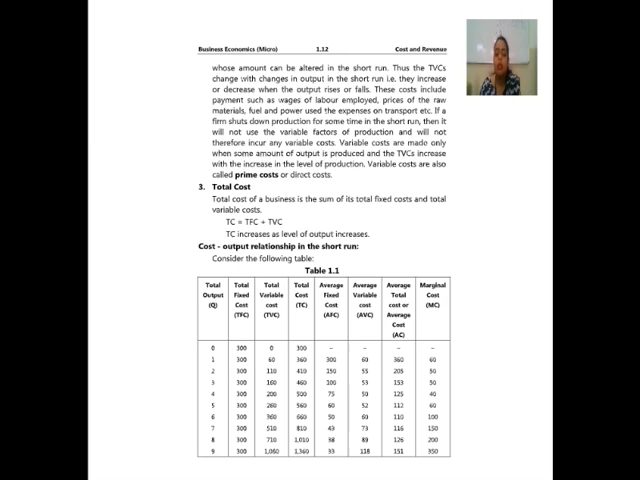 Business Economics (Micro) 1.12 Cost and Revenue
whose amount can be altered in the short run. Thus the TVCs
change with changes in output in the short run i.e. they increase
or decrease when the output rises or falls. These costs include
payment such as wages of labour employed, prices of the raw
materials, fuel and power used the expenses on transport etc. If a
firm shuts down production for some time in the short run, then it
will not use the variable factors of production and will not
therefore incur any variable costs. Variable costs are made only
when some amount of output is produced and the TVCs increase
with the increase in the level of production. Variable costs are also
called prime costs or direct costs.
3. Total Cost
Total cost of a business is the sum of its total fixed costs and total
variable costs.
TC = TFC + TVC
TC increases as level of output increases.
Cost - output relationship in the short run:
Consider the following table:
Table 1.1
Total Output (Q) Total Fixed Cost (TFC) Total Variable cost (TVC) Total Cost (TC) Average Fixed Cost (AFC) Average Variable cost (AVC) Average Total cost or Average Cost (AC) Marginal Cost (MC)
0 300 0 300 – – – –
1 300 60 360 300 60 360 60
2 300 110 410 150 55 205 50
3 300 160 460 100 53 153 50
4 300 200 500 75 50 125 40
5 300 260 560 60 52 112 60
6 300 360 660 50 60 110 100
7 300 510 810 43 73 116 150
8 300 710 1,010 38 89 126 200
9 300 1,060 1,360 33 118 151 350